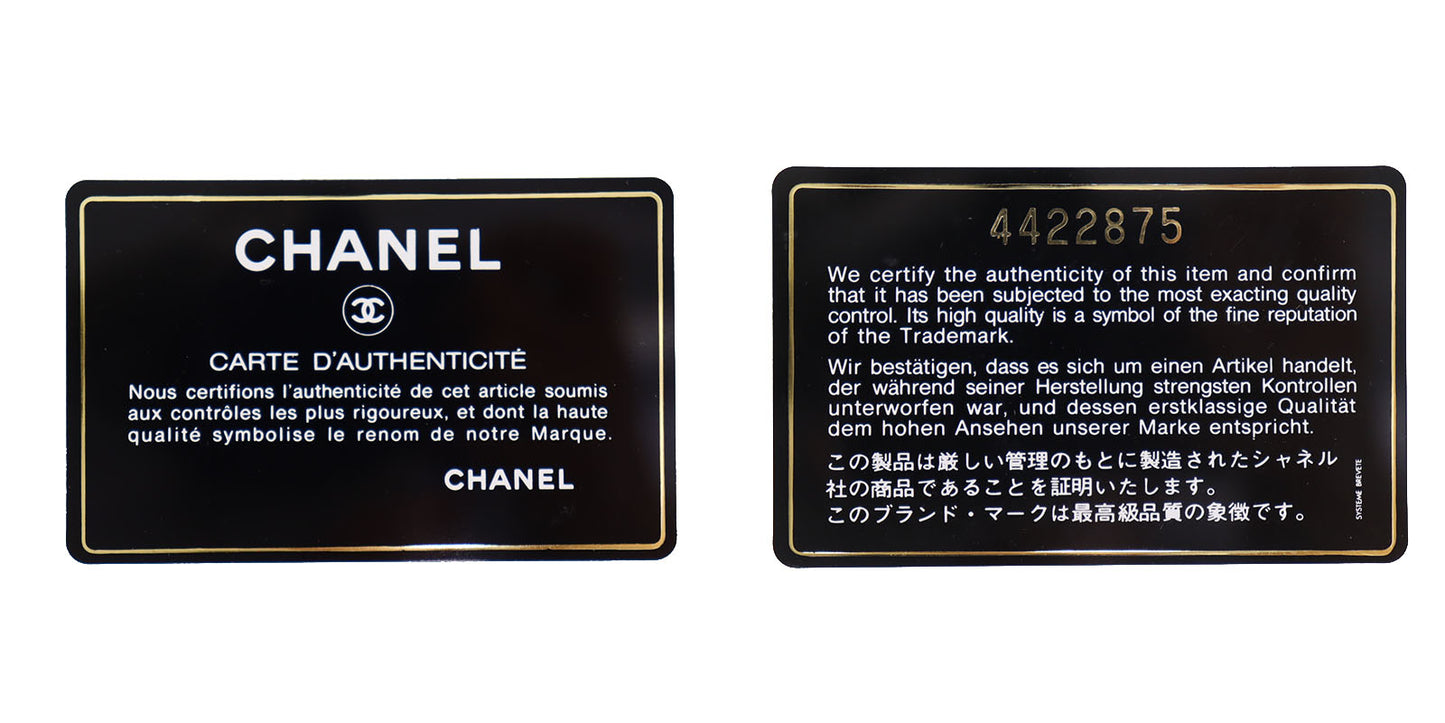 CHANEL
CARTE D'AUTHENTICITÉ
Nous certifions l'authenticité de cet article soumis
aux contrôles les plus rigoureux, et dont la haute
qualité symbolise le renom de notre Marque.
CHANEL
4422875
We certify the authenticity of this item and confirm
that it has been subjected to the most exacting quality
control. Its high quality is a symbol of the fine reputation
of the Trademark.
Wir bestätigen, dass es sich um einen Artikel handelt,
der während seiner Herstellung strengsten Kontrollen
unterworfen war, und dessen erstklassige Qualität
dem hohen Ansehen unserer Marke entspricht.
この製品は厳しい管理のもとに製造されたシャネル
社の商品であることを証明いたします。
このブランド・マークは最高級品質の象徴です。
SYSTEME BREVETE